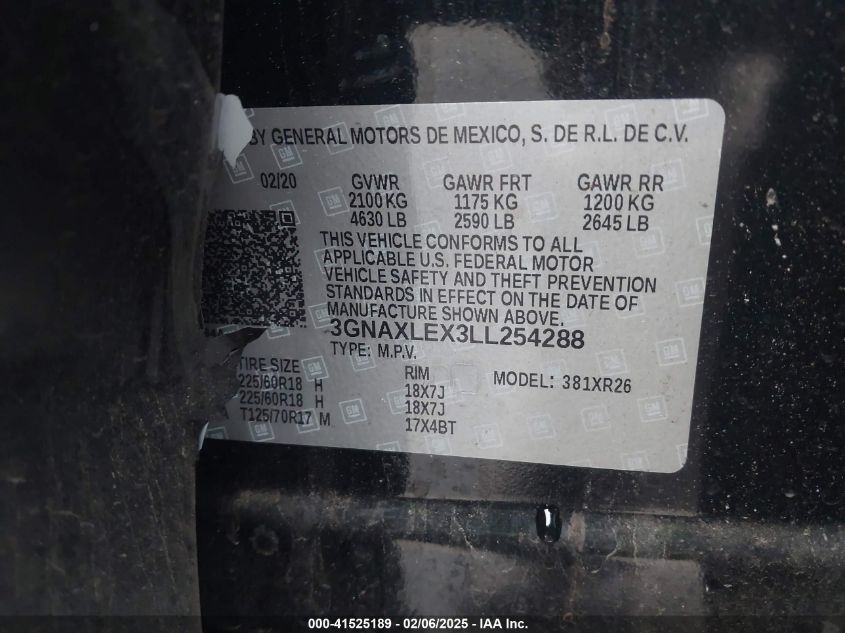 BY GENERAL MOTORS DE MEXICO, S. DE R.L. DE C.V.
02/20 GVWR GAWR FRT GAWR RR
2100 KG 1175 KG 1200 KG
4630 LB 2590 LB 2645 LB
THIS VEHICLE CONFORMS TO ALL
APPLICABLE U.S. FEDERAL MOTOR
VEHICLE SAFETY AND THEFT PREVENTION
STANDARDS IN EFFECT ON THE DATE OF
MANUFACTURE SHOWN ABOVE.
3GNAXLEX3LL254288
TYPE: M.P.V.
TIRE SIZE RIM MODEL: 381XR26
225/60R18 H 18X7J
225/60R18 H 18X7J
T125/70R17 M 17X4BT
000-41525189 - 02/06/2025 - IAA Inc.